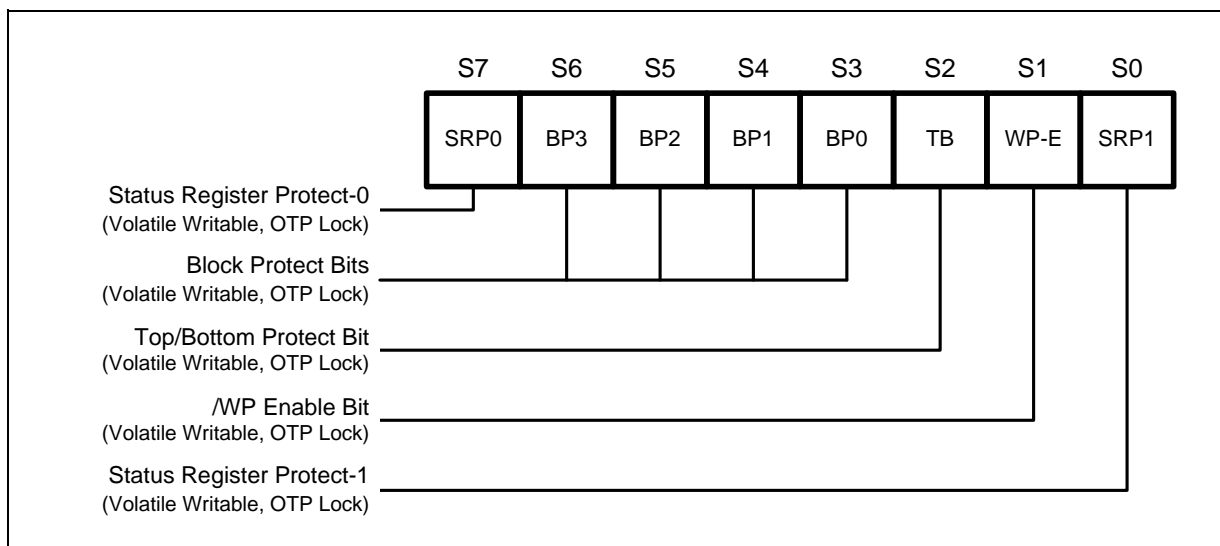 S7 S6 S5 S4 S3 S2 S1 S0
SRP0 BP3 BP2 BP1 BP0 TB WP-E SRP1
Status Register Protect-0
(Volatile Writable, OTP Lock)
Block Protect Bits
(Volatile Writable, OTP Lock)
Top/Bottom Protect Bit
(Volatile Writable, OTP Lock)
/WP Enable Bit
(Volatile Writable, OTP Lock)
Status Register Protect-1
(Volatile Writable, OTP Lock)